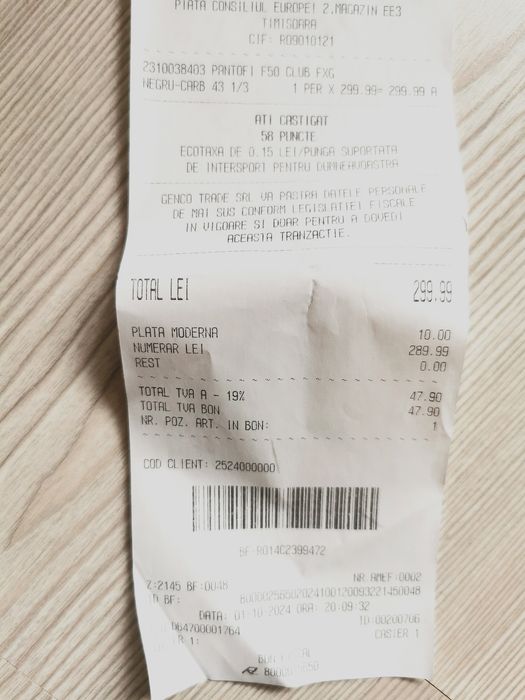 PIATA CONSILIUL EUROPEI 2.MAGAZIN EE3
TIMISOARA
CIF: RO9010121
2310038403 PANTOFI F50 CLUB FXG
NEGRU-CARB 43 1/3 1 PER X 299.99= 299.99 A
ATI CASTIGAT
58 PUNCTE
ECOTAXA DE 0.15 LEI/PUNGA SUPORTATA
DE INTERSPORT PENTRU DUMNEAVOASTRA
GENCO TRADE SRL VA PASTRA DATELE PERSONALE
DE MAI SUS CONFORM LEGISLATIEI FISCALE
IN VIGOARE SI DOAR PENTRU A DOVEDI
ACEASTA TRANZACTIE.
TOTAL LEI 299.99
PLATA MODERNA 10.00
NUMERAR LEI 289.99
REST 0.00
TOTAL TVA A - 19% 47.90
TOTAL TVA BON 47.90
NR. POZ. ART. IN BON: 1
COD CLIENT: 2524000000
BF-RO14C2399472
NR.AMEF:0002
Z:2145 BF:0048
ID BF: 80000256502024100120093221450048
DATA: 01-10-2024 ORA: 20:09:32
ID:00200706
CASIER 1
1:
BON